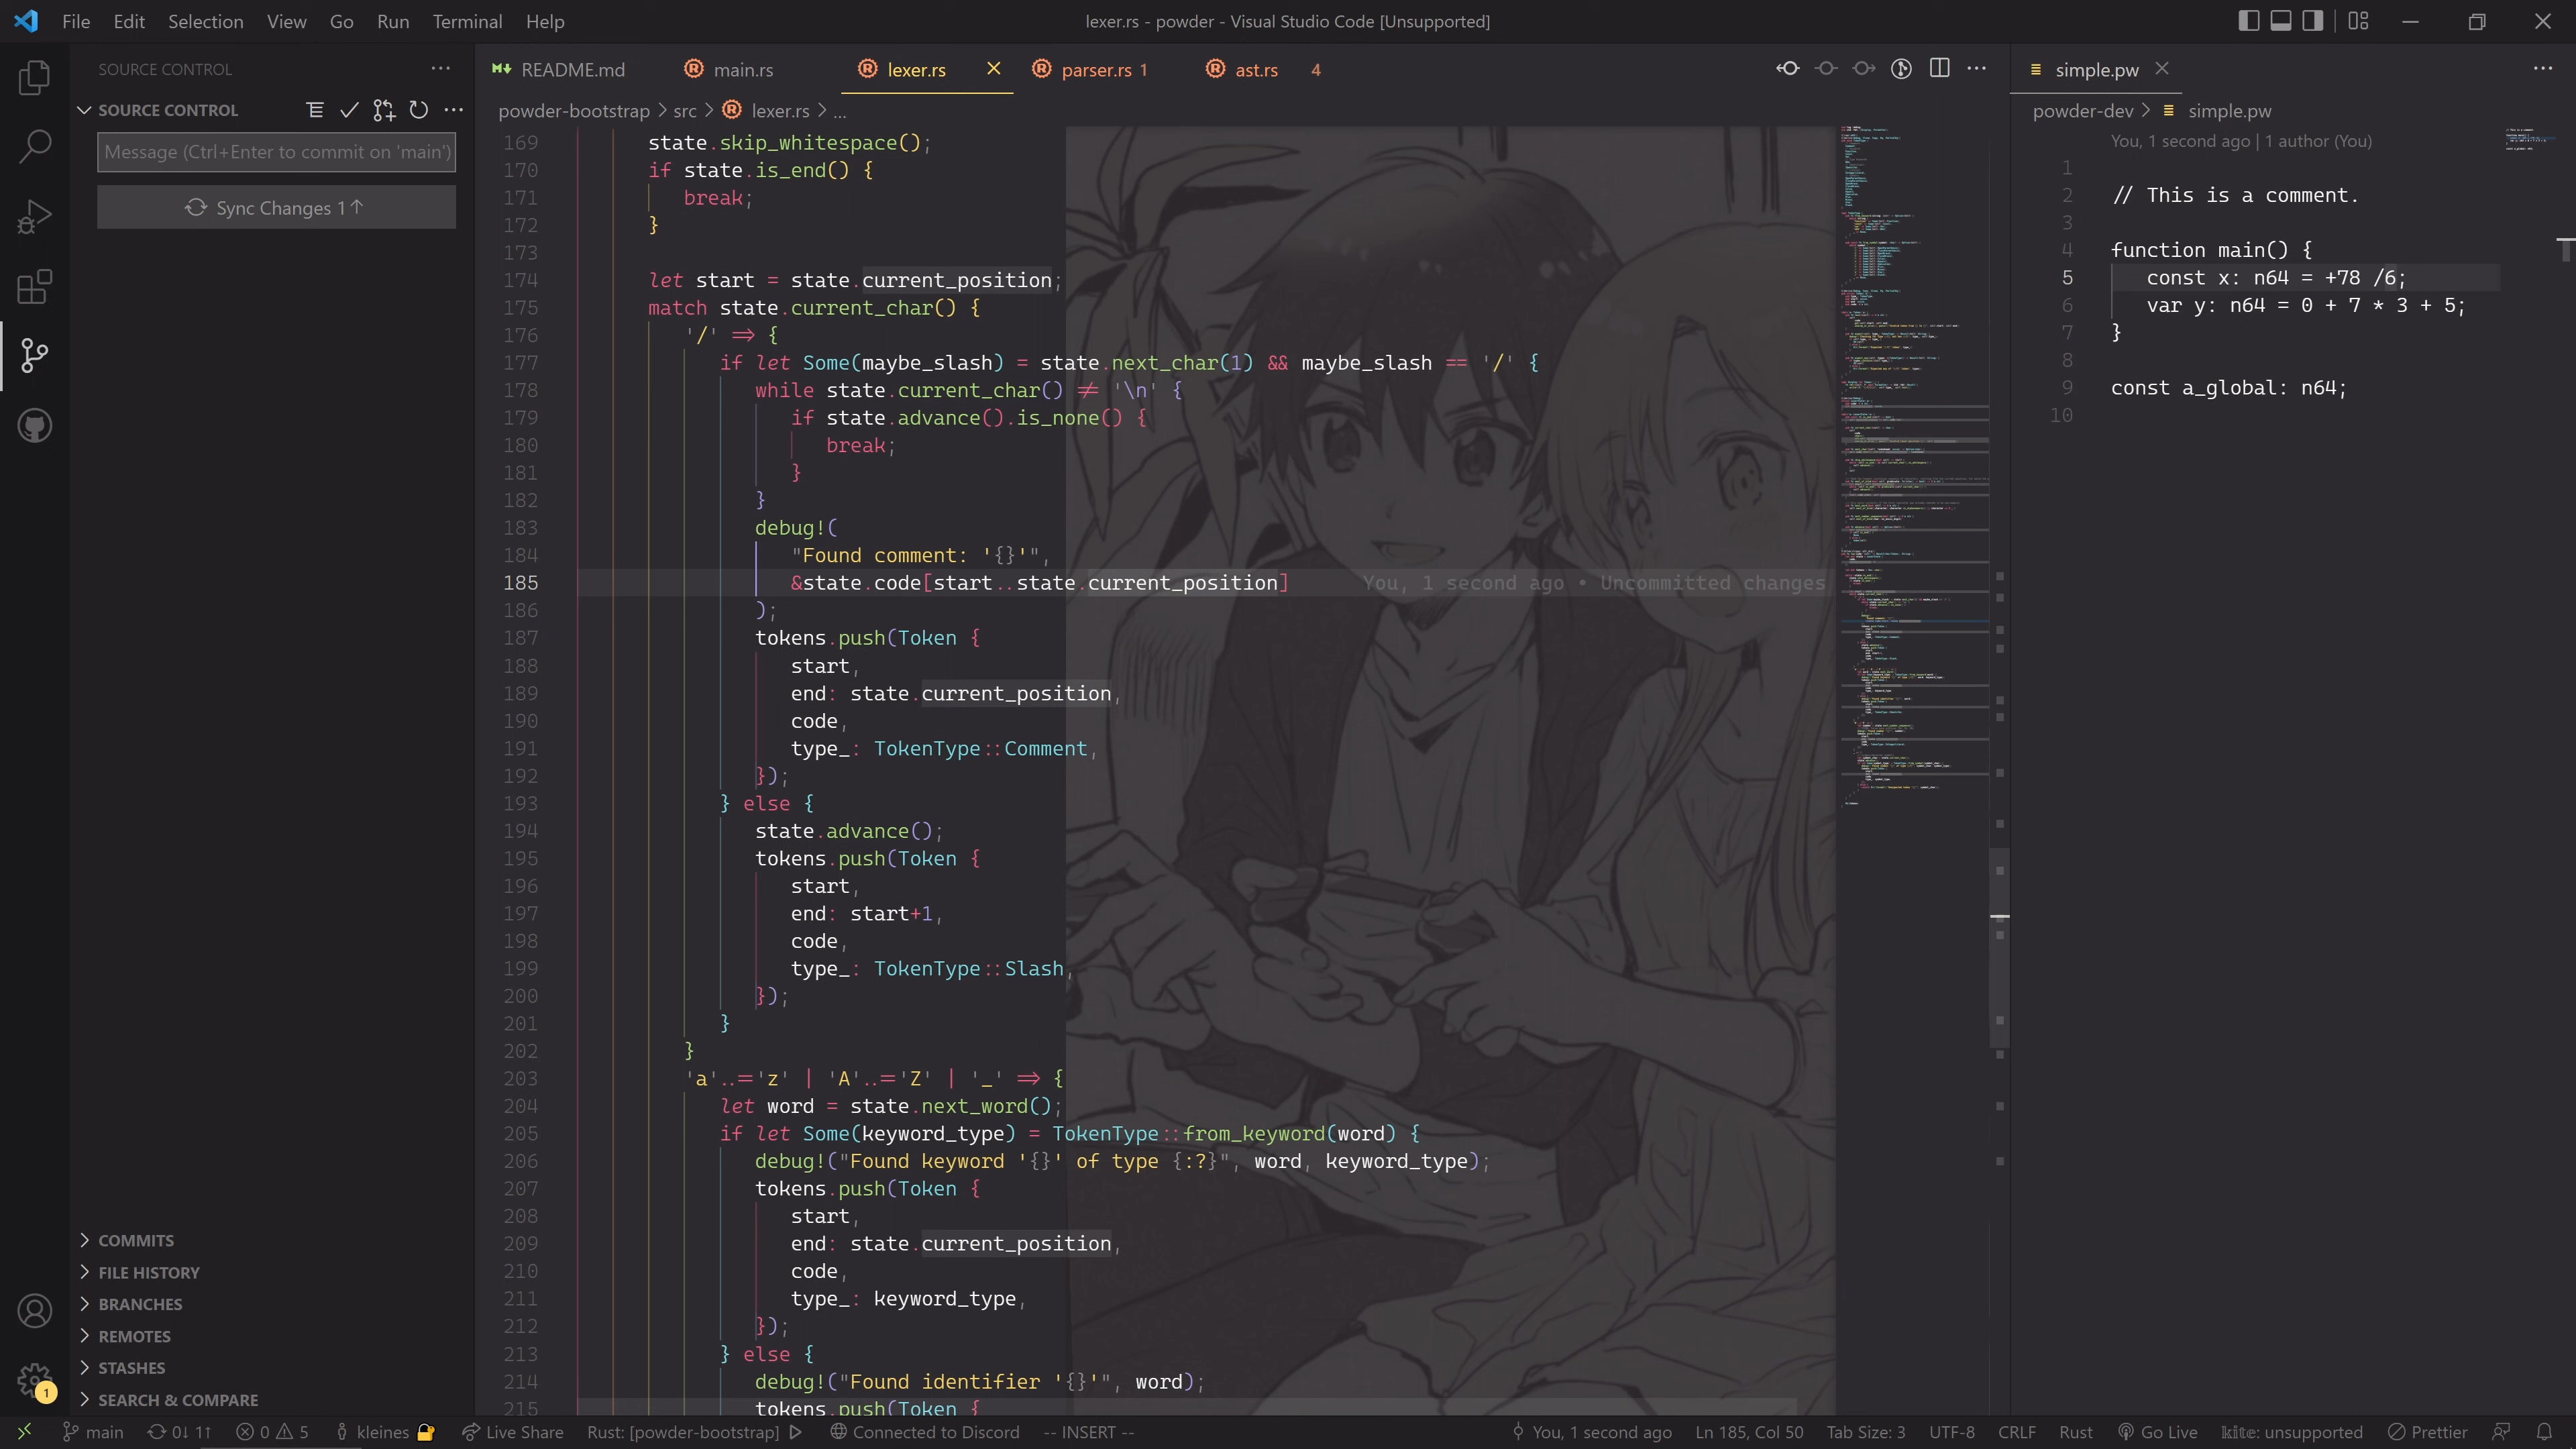 File Edit Selection View Go Run Terminal Help
lexer.rs - powder - Visual Studio Code [Unsupported]
SOURCE CONTROL
SOURCE CONTROL
Message (Ctrl+Enter to commit on 'main')
Sync Changes 1↑
COMMITS
FILE HISTORY
BRANCHES
REMOTES
STASHES
SEARCH & COMPARE
README.md main.rs lexer.rs parser.rs 1 ast.rs 4
powder-bootstrap > src > lexer.rs > ...
169 state.skip_whitespace();
170 if state.is_end() {
171 break;
172 }
173
174 let start = state.current_position;
175 match state.current_char() {
176 '/' => {
177 if let Some(maybe_slash) = state.next_char(1) && maybe_slash == '/' {
178 while state.current_char() != '\n' {
179 if state.advance().is_none() {
180 break;
181 }
182 }
183 debug!(
184 "Found comment: '{}'",
185 &state.code[start..state.current_position] You, 1 second ago • Uncommitted changes
186 );
187 tokens.push(Token {
188 start,
189 end: state.current_position,
190 code,
191 type_: TokenType::Comment,
192 });
193 } else {
194 state.advance();
195 tokens.push(Token {
196 start,
197 end: start+1,
198 code,
199 type_: TokenType::Slash,
200 });
201 }
202 }
203 'a'..='z' | 'A'..='Z' | '_' => {
204 let word = state.next_word();
205 if let Some(keyword_type) = TokenType::from_keyword(word) {
206 debug!("Found keyword '{}' of type {:?}", word, keyword_type);
207 tokens.push(Token {
208 start,
209 end: state.current_position,
210 code,
211 type_: keyword_type,
212 });
213 } else {
214 debug!("Found identifier '{}'", word);
215 tokens.push(Token {
simple.pw
powder-dev > simple.pw
You, 1 second ago | 1 author (You)
1
2 // This is a comment.
3
4 function main() {
5 const x: n64 = +78 /6;
6 var y: n64 = 0 + 7 * 3 + 5;
7 }
8
9 const a_global: n64;
10
1
main 0↓ 1↑ 0 5 kleines Live Share Rust: [powder-bootstrap] Connected to Discord -- INSERT -- You, 1 second ago Ln 185, Col 50 Tab Size: 3 UTF-8 CRLF Rust Go Live kite: unsupported Prettier